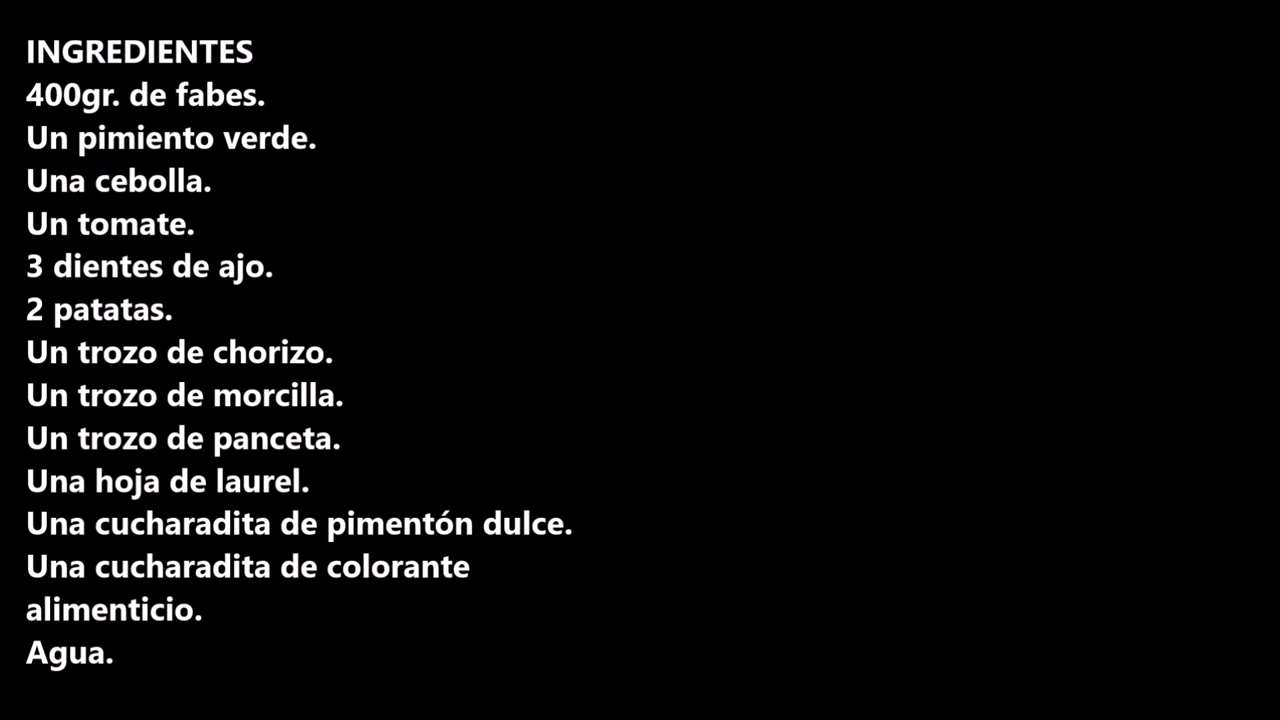 INGREDIENTES
400gr. de fabes.
Un pimiento verde.
Una cebolla.
Un tomate.
3 dientes de ajo.
2 patatas.
Un trozo de chorizo.
Un trozo de morcilla.
Un trozo de panceta.
Una hoja de laurel.
Una cucharadita de pimentón dulce.
Una cucharadita de colorante
alimenticio.
Agua.